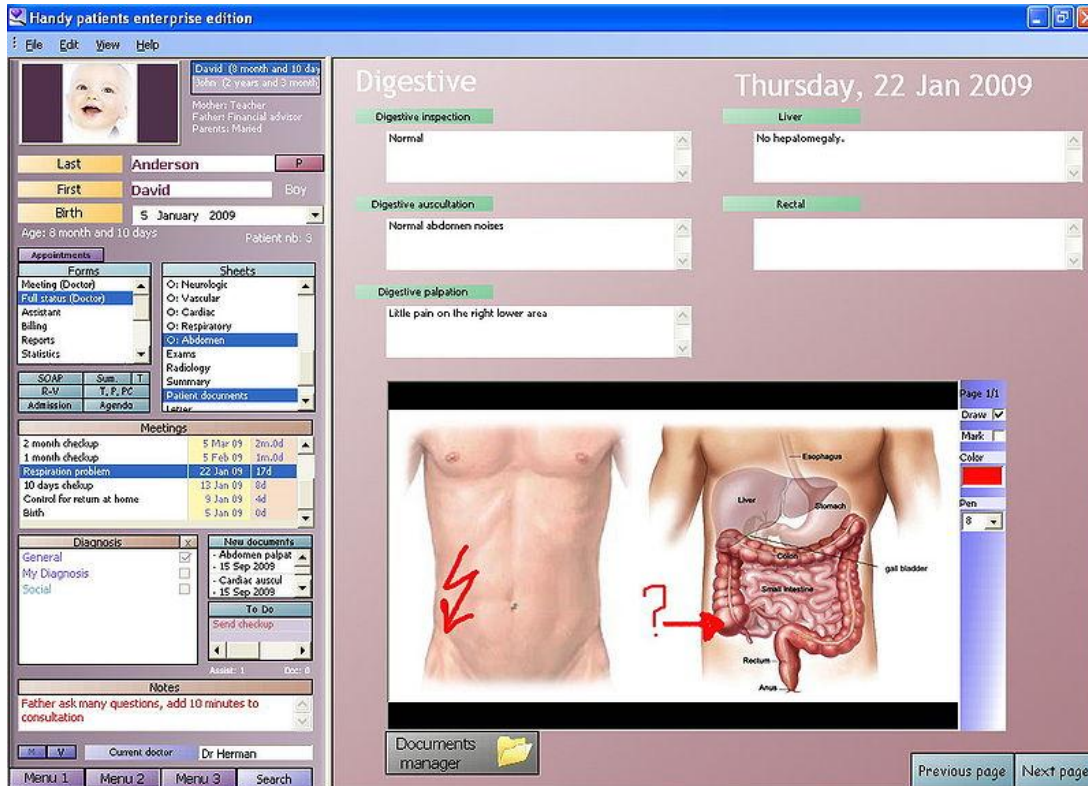 Handy patients enterprise edition
File Edit View Help
David (8 month and 10 day
John (2 years and 3 month
Mother: Teacher
Father: Financial advisor
Parents: Maried
Last Anderson P
First David Boy
Birth 5 January 2009
Age: 8 month and 10 days
Patient nb: 3
Appointments
Forms
Meeting (Doctor)
Full status (Doctor)
Assistant
Billing
Reports
Statistics
Sheets
O: Neurologic
O: Vascular
O: Cardiac
O: Respiratory
O: Abdomen
Exams
Radiology
Summary
Patient documents
Letter
SOAP Sum. T
R-V T, P, PC
Admission Agenda
Meetings
2 month checkup 5 Mar 09 2m.0d
1 month checkup 5 Feb 09 1m.0d
Respiration problem 22 Jan 09 17d
10 days chekup 13 Jan 09 8d
Control for return at home 9 Jan 09 4d
Birth 5 Jan 09 0d
Diagnosis x
General
My Diagnosis
Social
New documents
- Abdomen palpat
- 15 Sep 2009
- Cardiac auscul
- 15 Sep 2009
To Do
Send checkup
Assist: 1 Doc: 0
Notes
Father ask many questions, add 10 minutes to
consultation
M V Current doctor Dr Herman
Menu 1 Menu 2 Menu 3 Search
Digestive
Thursday, 22 Jan 2009
Digestive inspection
Normal
Liver
No hepatomegaly.
Digestive auscultation
Normal abdomen noises
Rectal
Digestive palpation
Little pain on the right lower area
Esophagus
Liver
Stomach
Colon
gall bladder
Small intestine
?
Rectum
Anus
Page 1/1
Draw
Mark
Color
Pen
8
Documents
manager
Previous page Next page